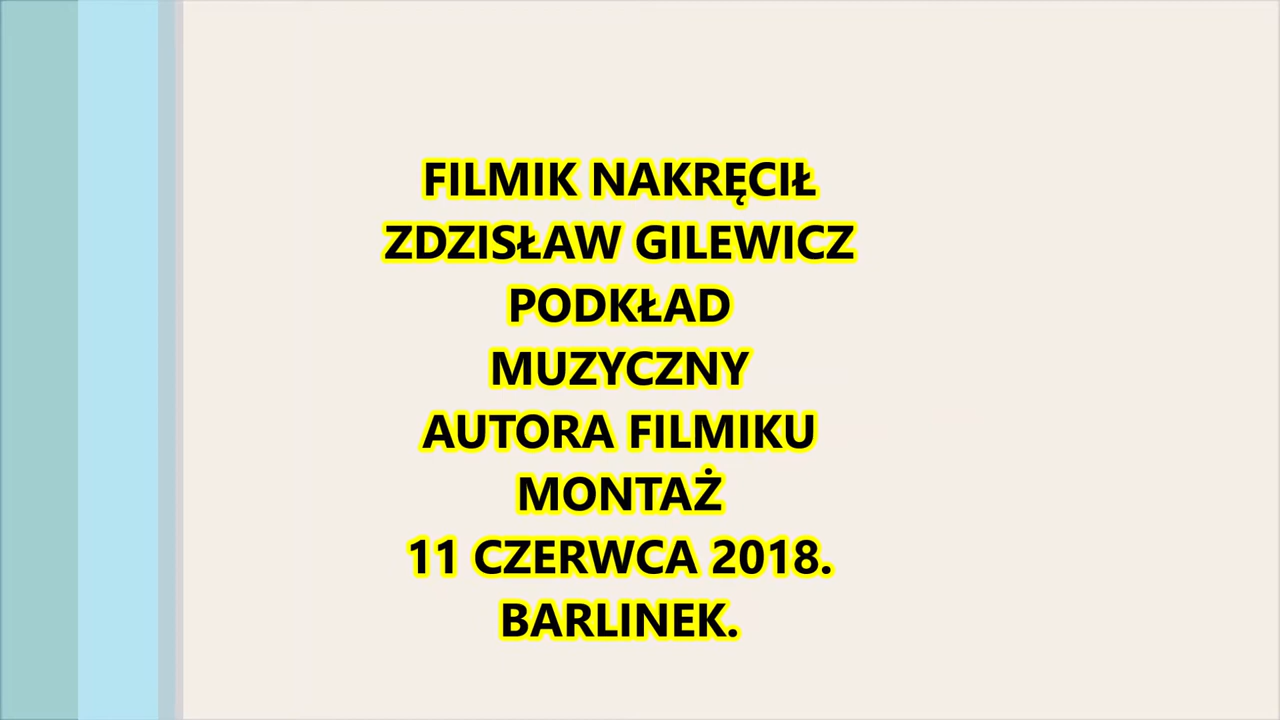 FILMIK NAKRĘCIŁ
ZDZISŁAW GILEWICZ
PODKŁAD
MUZYCZNY
AUTORA FILMIKU
MONTAŻ
11 CZERWCA 2018.
BARLINEK.